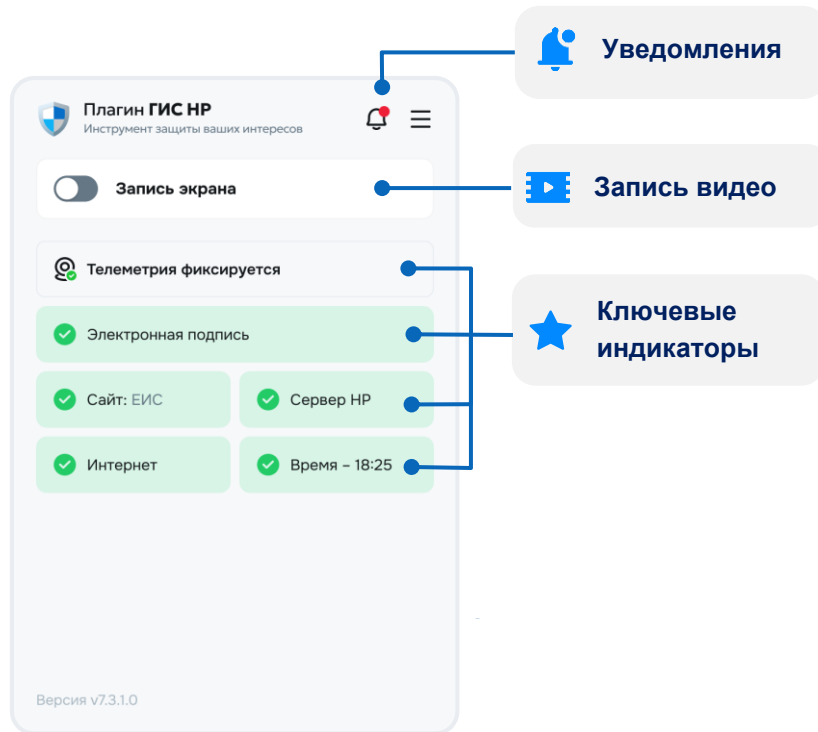 Уведомления
Плагин ГИС НР
Инструмент защиты ваших интересов
Запись экрана
Запись видео
Телеметрия фиксируется
Ключевые
индикаторы
Электронная подпись
Сайт: ЕИС
Сервер НР
Интернет
Время – 18:25
Версия v7.3.1.0